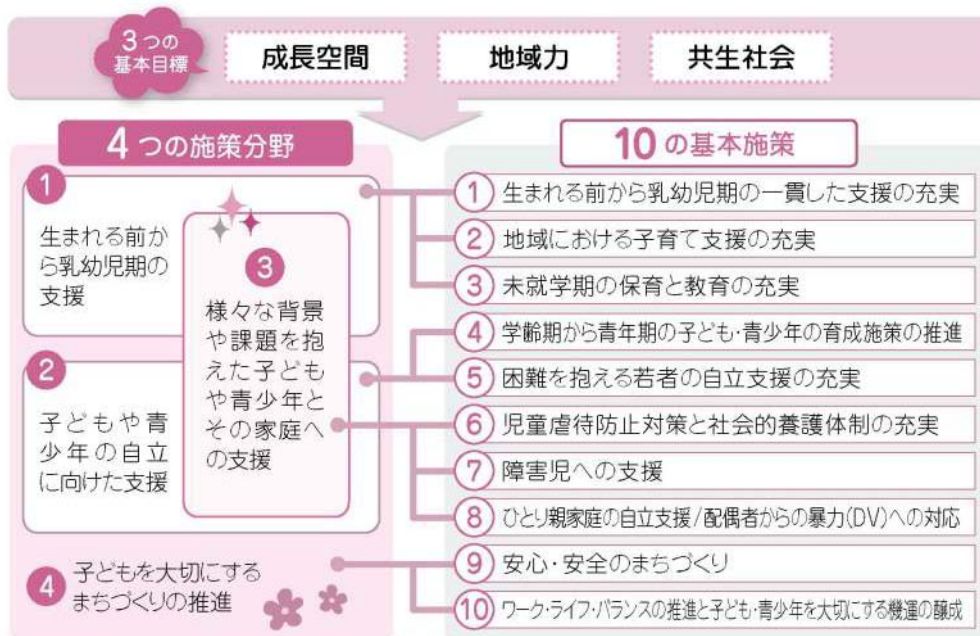 3つの
基本目標
成長空間
地域力
共生社会
4つの施策分野
1
生まれる前か
ら乳幼児期の
支援
2
子どもや青
少年の自立
に向けた支援
3
様々な背景
や課題を抱
えた子ども
や青少年と
その家庭へ
の支援
4
子どもを大切にする
まちづくりの推進
10の基本施策
1 生まれる前から乳幼児期の一貫した支援の充実
2 地域における子育て支援の充実
3 未就学期の保育と教育の充実
4 学齢期から青年期の子ども・青少年の育成施策の推進
5 困難を抱える若者の自立支援の充実
6 児童虐待防止対策と社会的養護体制の充実
7 障害児への支援
8 ひとり親家庭の自立支援/配偶者からの暴力(DV)への対応
9 安心・安全のまちづくり
10 ワーク・ライフ・バランスの推進と子ども・青少年を大切にする機運の醸成